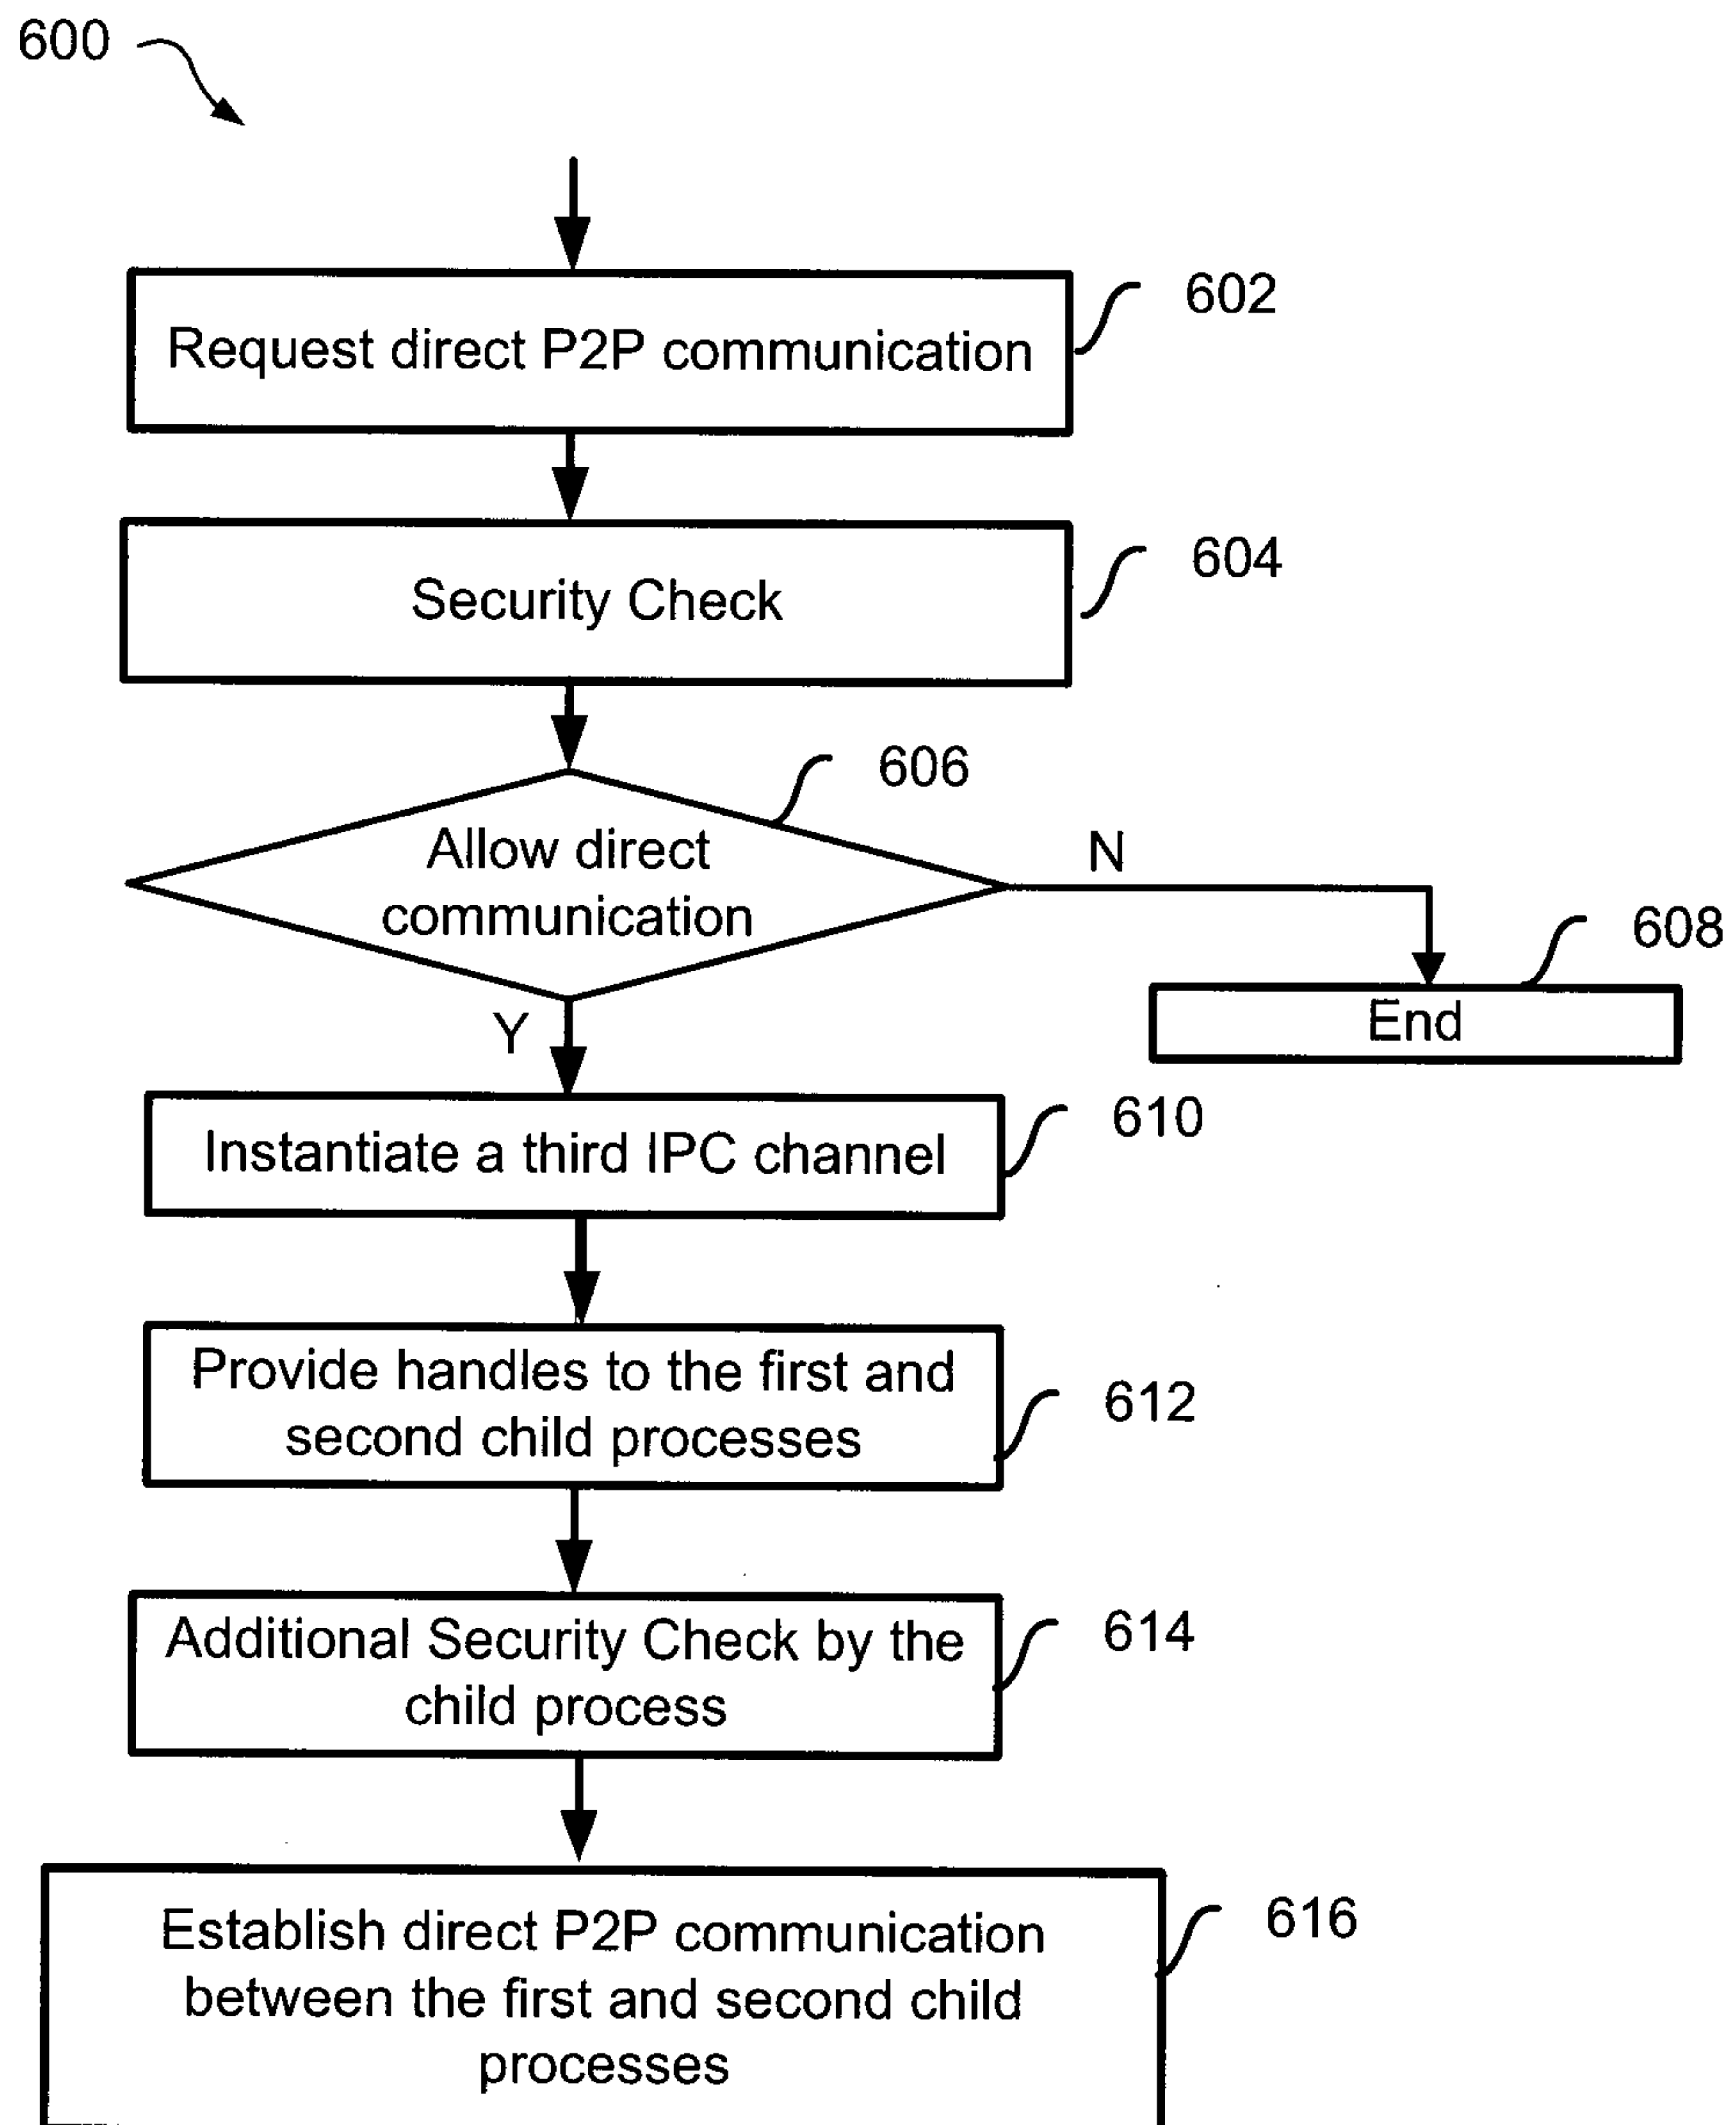 600
Request direct P2P communication
602
Security Check
604
606
Allow direct
communication
N
608
End
Y
Instantiate a third IPC channel
610
Provide handles to the first and
second child processes
612
Additional Security Check by the
child process
614
Establish direct P2P communication
between the first and second child
processes
616